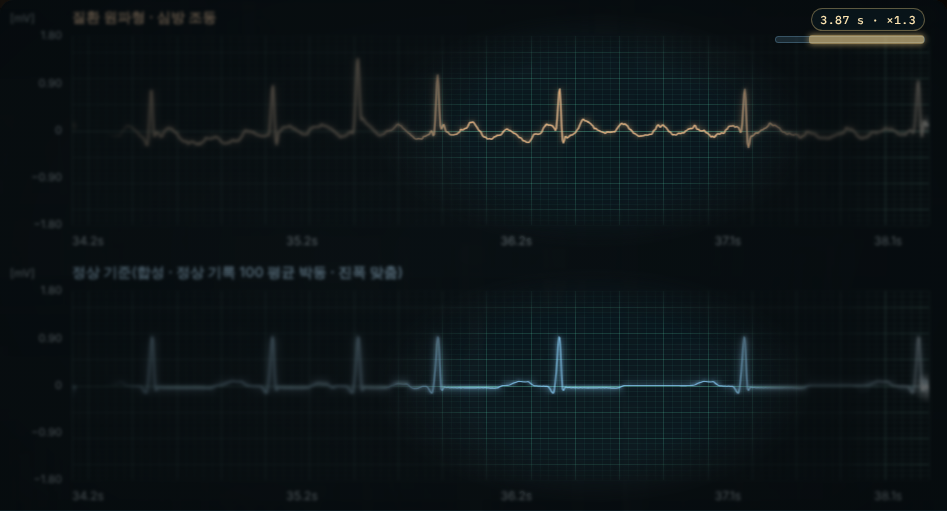 [mV] 질환 원파형 · 심방 조동
3.87 s · ×1.3
1.80
0.90
0
−0.90
−1.80
34.2s 35.2s 36.2s 37.1s 38.1s
[mV] 정상 기준(합성 · 정상 기록 100 평균 박동 · 진폭 맞춤)
1.80
0.90
0
−0.90
−1.80
34.2s 35.2s 36.2s 37.1s 38.1s